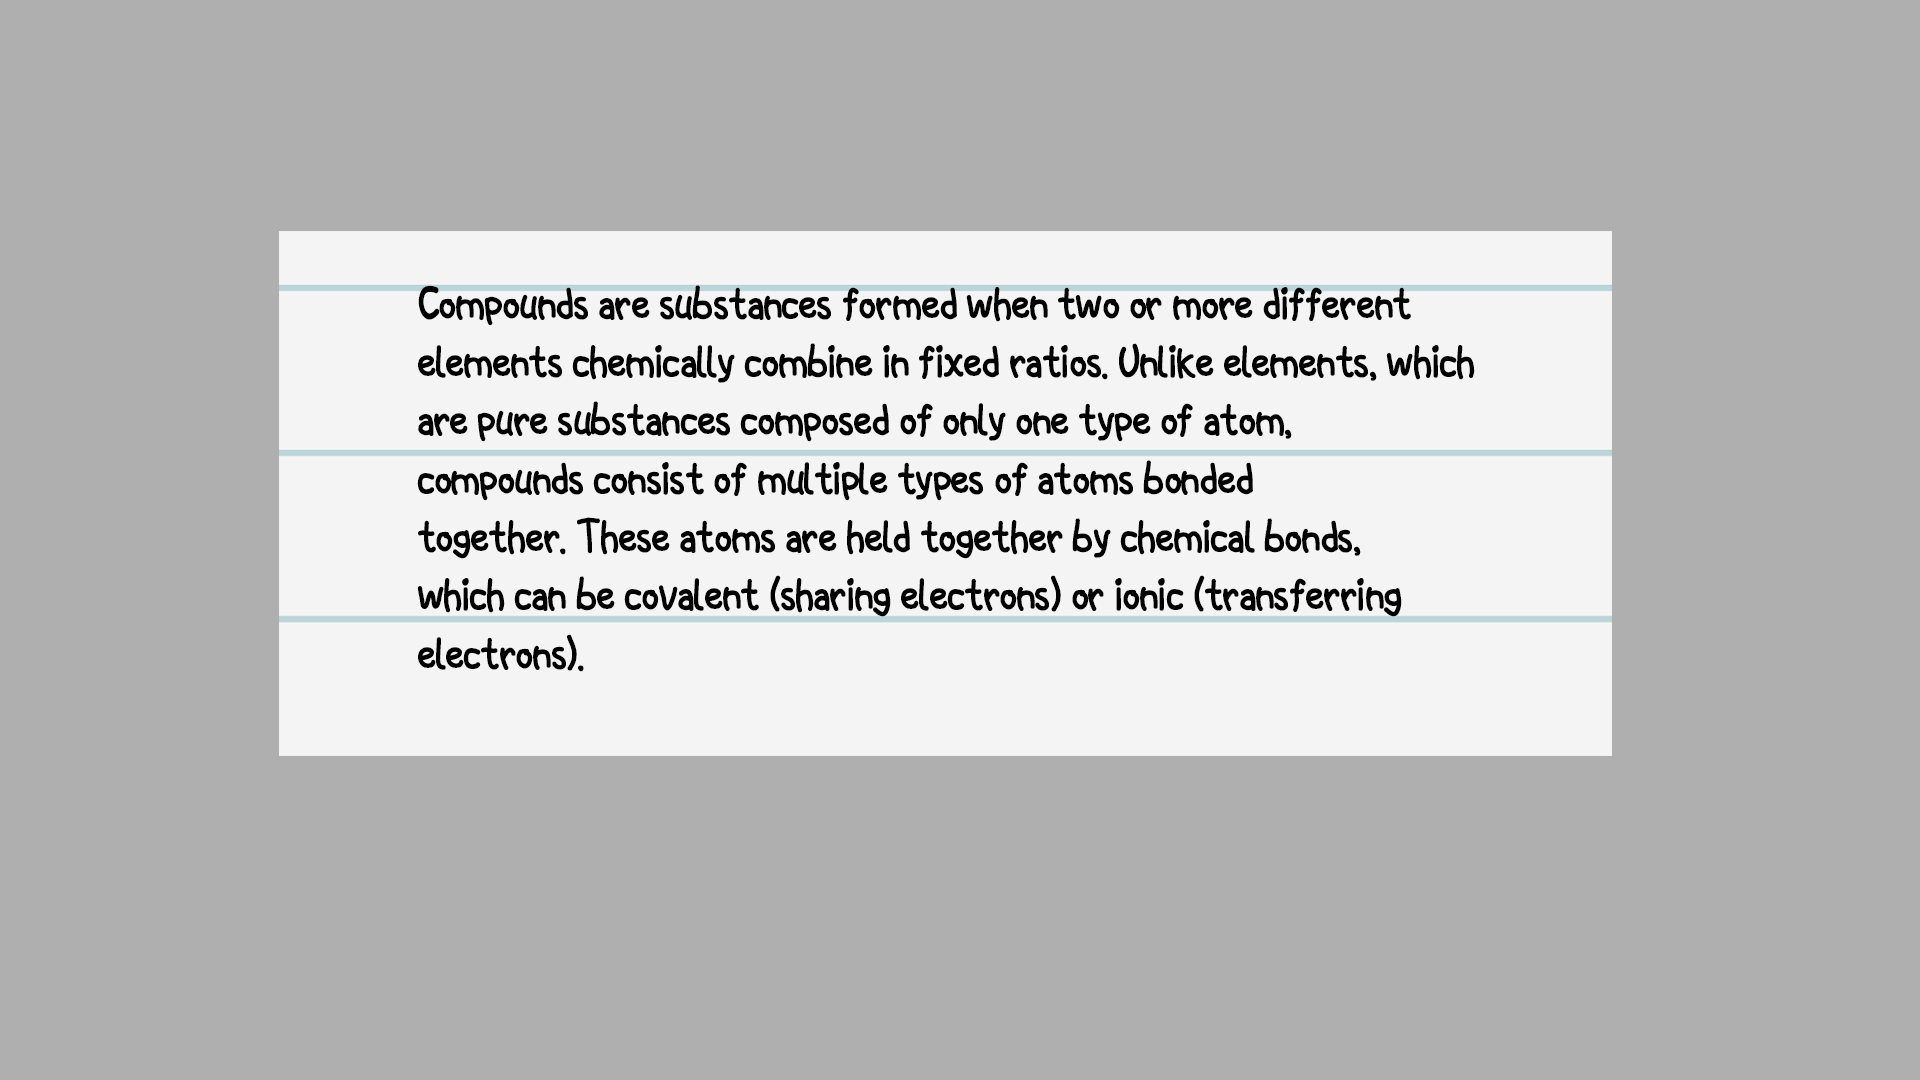 Compounds are substances formed when two or more different
elements chemically combine in fixed ratios. Unlike elements, which
are pure substances composed of only one type of atom,
compounds consist of multiple types of atoms bonded
together. These atoms are held together by chemical bonds,
which can be covalent (sharing electrons) or ionic (transferring
electrons).